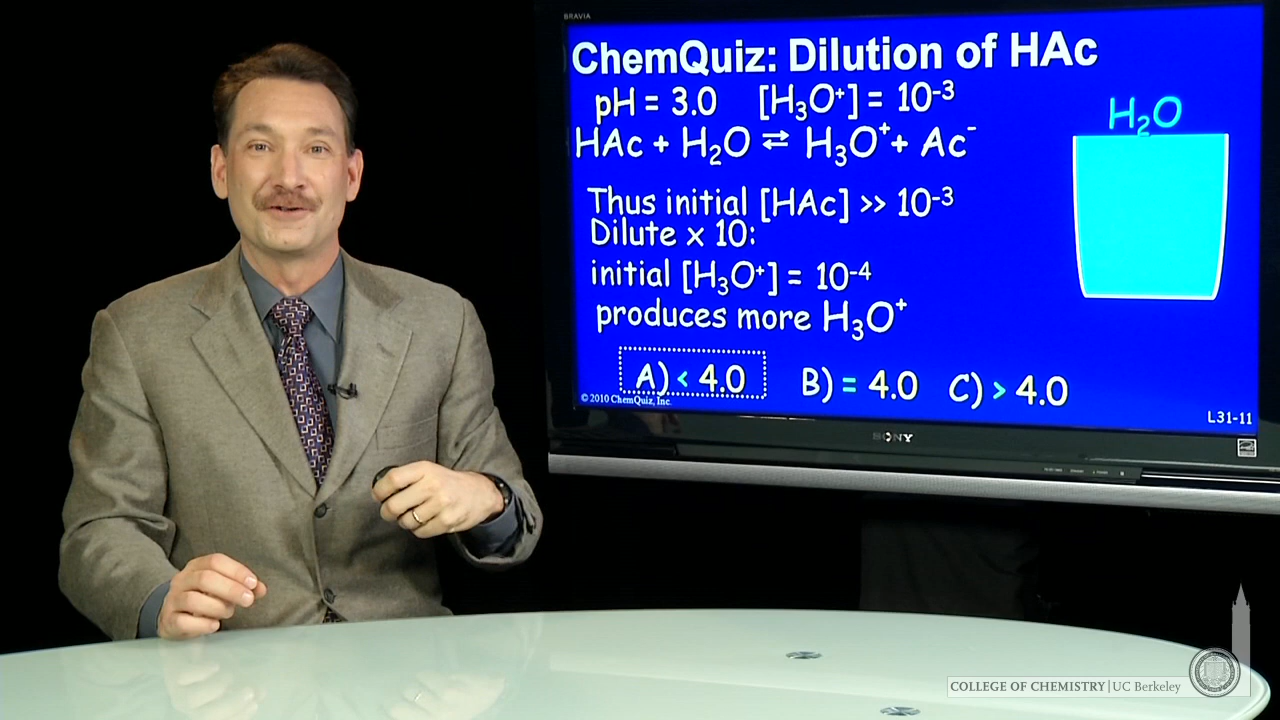 BRAVIA
ChemQuiz: Dilution of HAc
pH = 3.0 [H₃O⁺] = 10⁻³
H₂O
HAc + H₂O ⇄ H₃O⁺ + Ac⁻
Thus initial [HAc] >> 10⁻³
Dilute x 10:
initial [H₃O⁺] = 10⁻⁴
produces more H₃O⁺
A) < 4.0 B) = 4.0 C) > 4.0
© 2010 ChemQuiz, Inc.
L31-11
SONY
COLLEGE OF CHEMISTRY | UC Berkeley